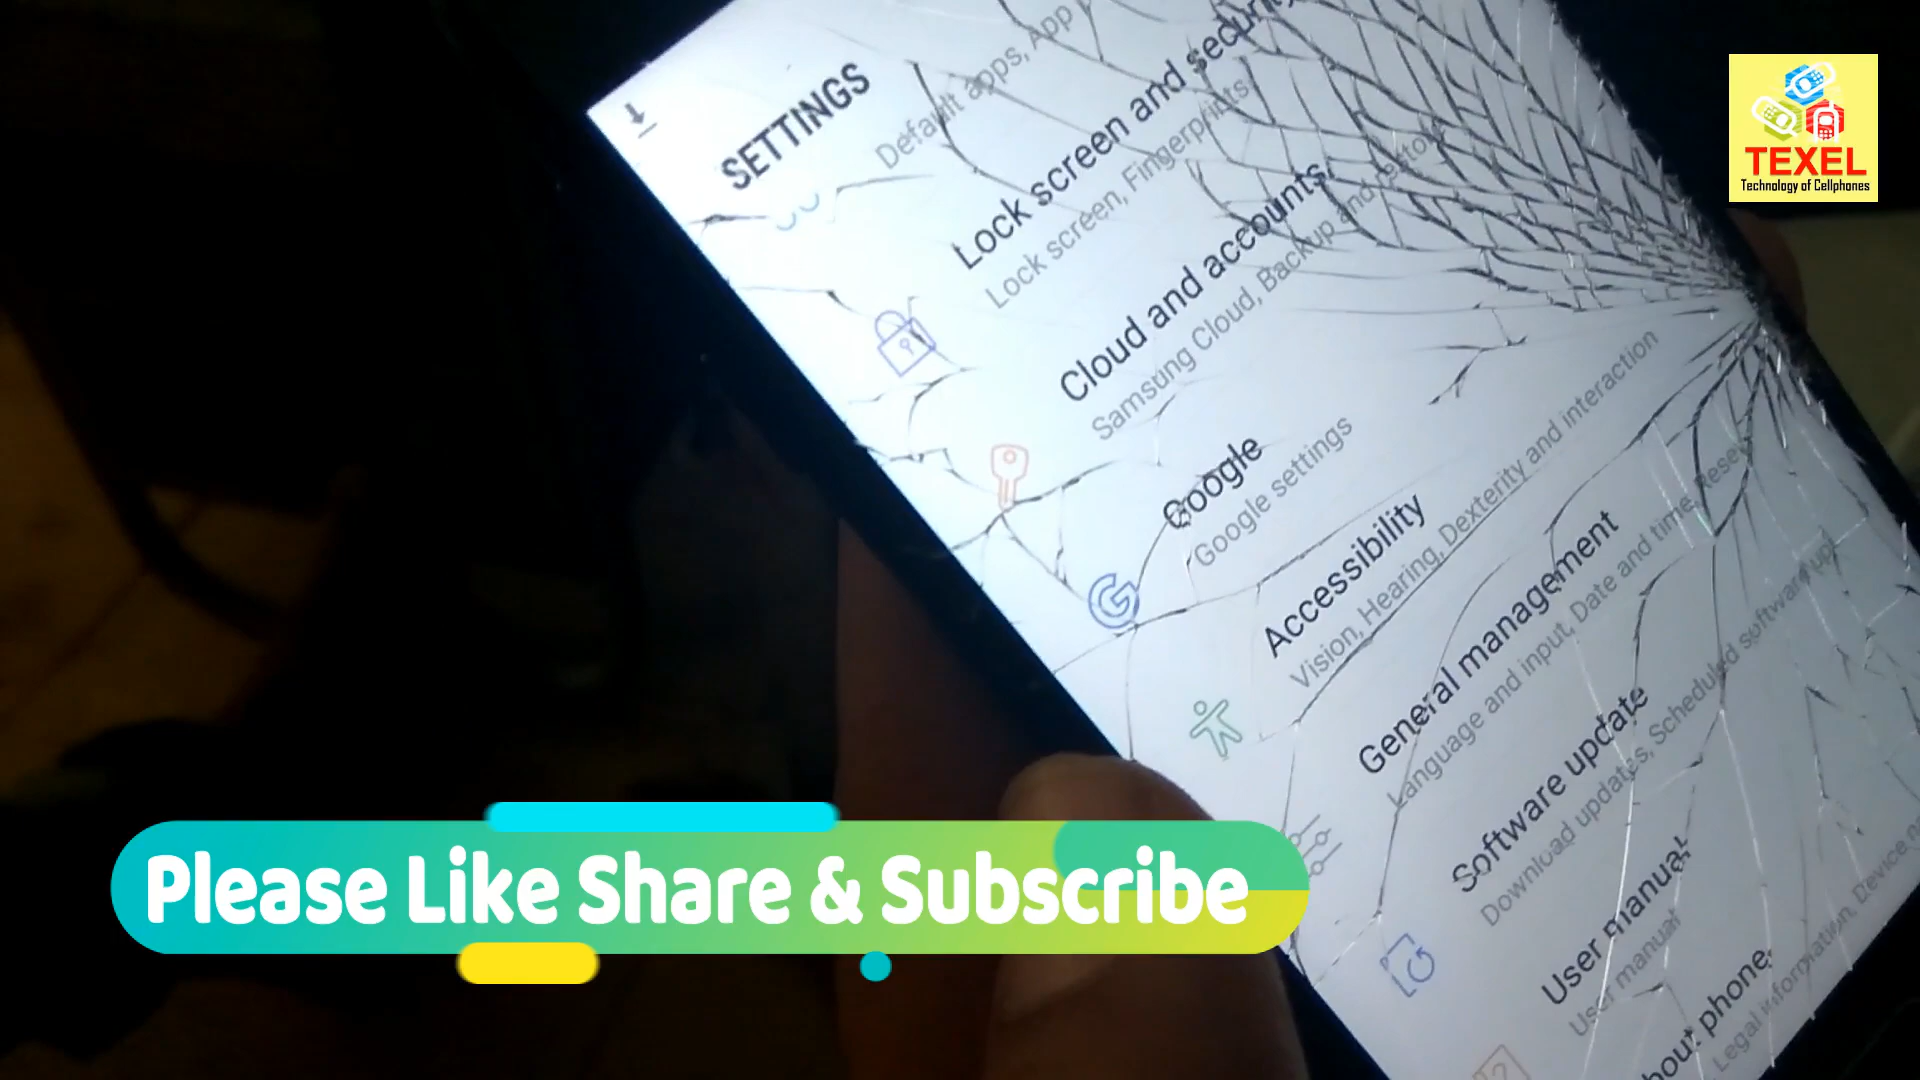 SETTINGS
Default apps, App
Lock screen and security
Lock screen, Fingerprints
Cloud and accounts
Samsung Cloud, Backup and restore
Google
Google settings
Accessibility
Vision, Hearing, Dexterity and interaction
General management
Language and input, Date and time, Reset
Software update
Download updates, Scheduled software up
User manual
User manual
bout phone
Legal information, Device
TEXEL
Technology of Cellphones
Please Like Share & Subscribe